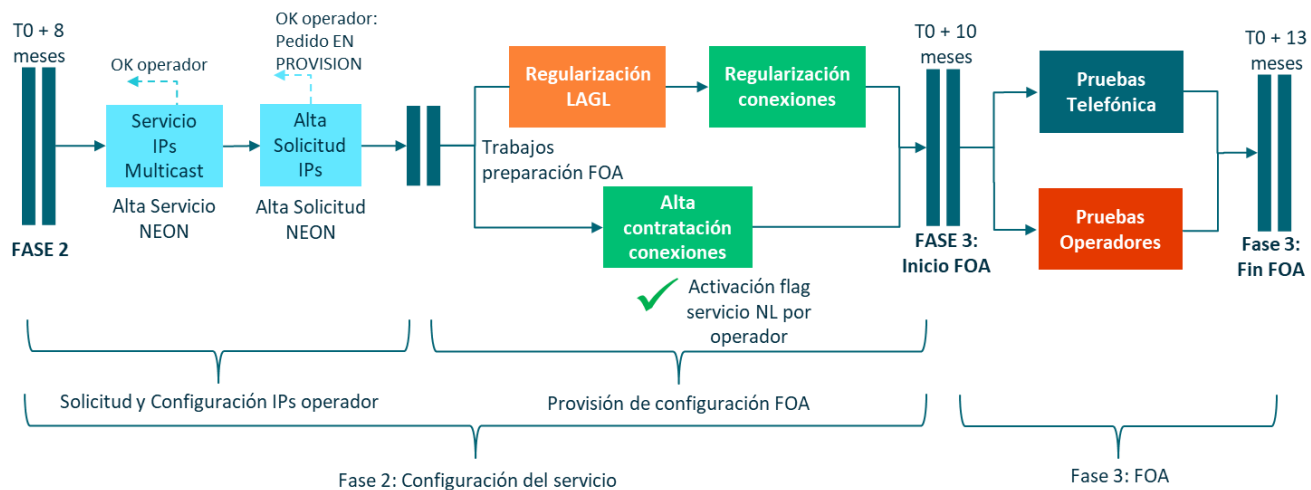 T0 + 8
meses
OK operador
OK operador:
Pedido EN
PROVISION
Servicio
IPs
Multicast
Alta
Solicitud
IPs
Alta Servicio
NEON
Alta Solicitud
NEON
FASE 2
Trabajos
preparación FOA
Regularización
LAGL
Regularización
conexiones
Alta
contratación
conexiones
Activación flag
servicio NL por
operador
T0 + 10
meses
FASE 3:
Inicio FOA
Pruebas
Telefónica
Pruebas
Operadores
T0 + 13
meses
Fase 3:
Fin FOA
Solicitud y Configuración IPs operador
Provisión de configuración FOA
Fase 2: Configuración del servicio
Fase 3: FOA